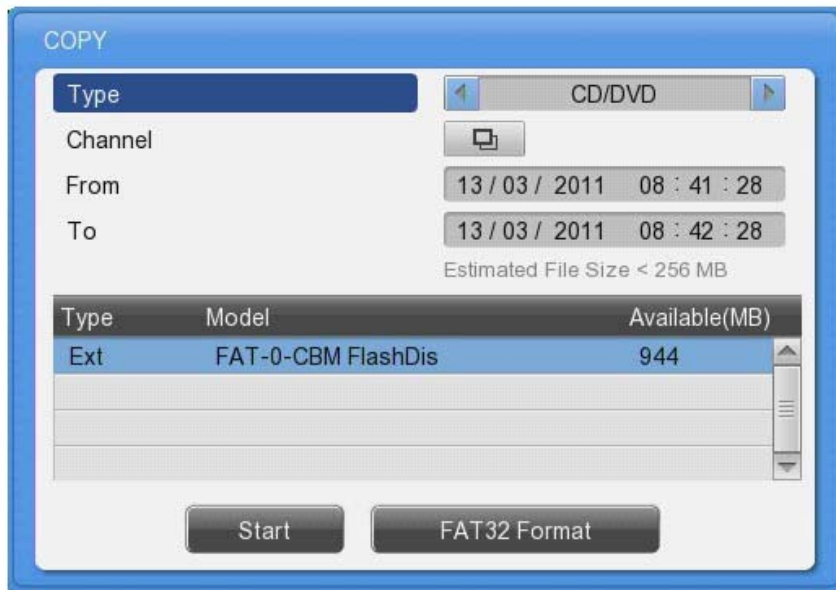 COPY
Type CD/DVD
Channel
From 13 / 03 / 2011 08 : 41 : 28
To 13 / 03 / 2011 08 : 42 : 28
Estimated File Size < 256 MB
Type Model Available(MB)
Ext FAT-0-CBM FlashDis 944
Start FAT32 Format